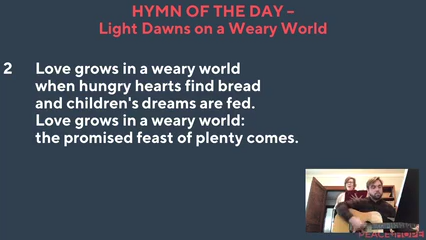 HYMN OF THE DAY –
Light Dawns on a Weary World
2 Love grows in a weary world
when hungry hearts find bread
and children's dreams are fed.
Love grows in a weary world:
the promised feast of plenty comes.